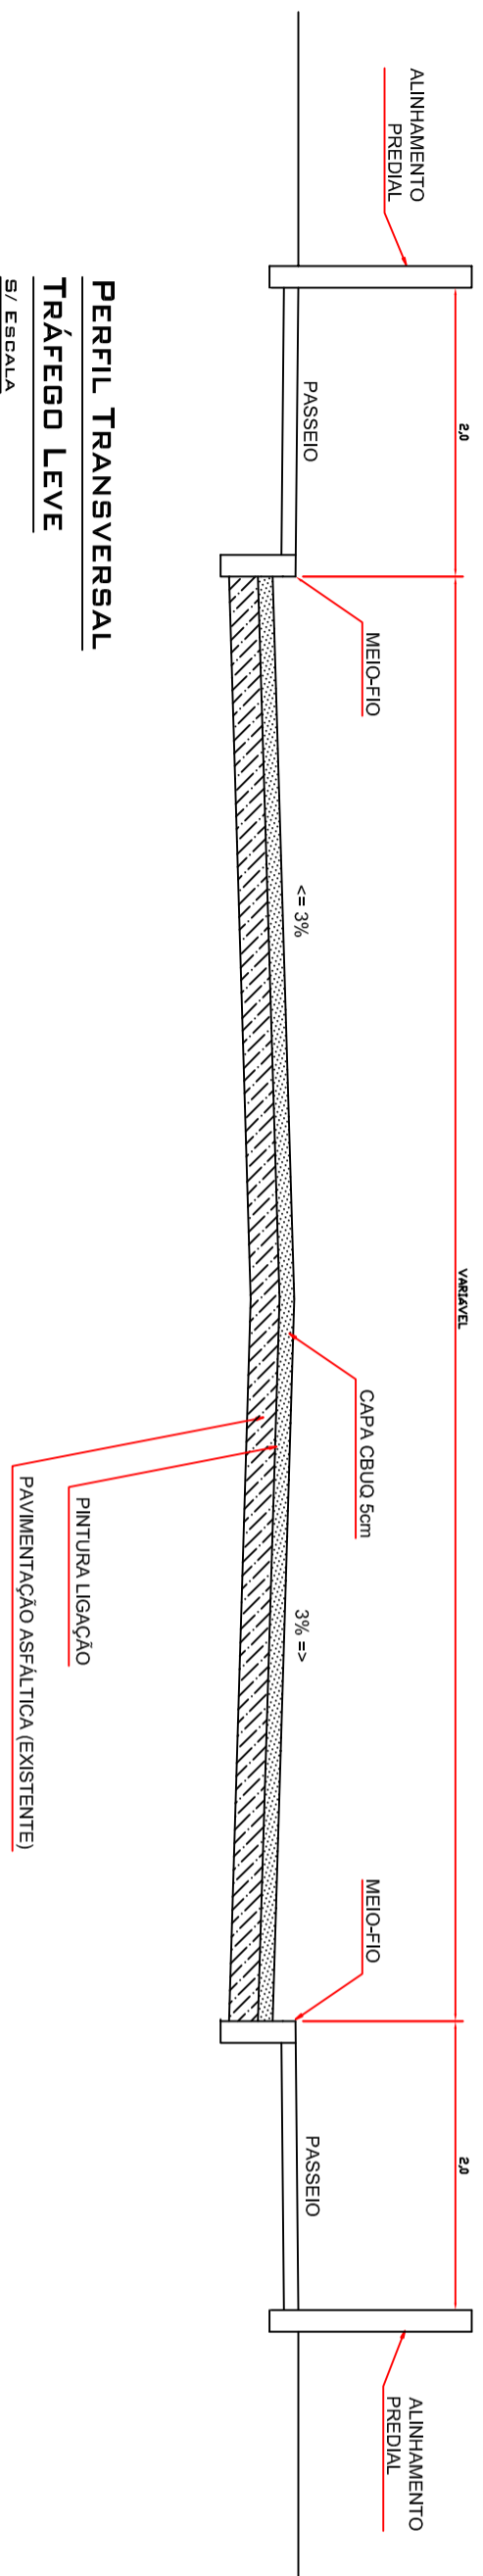 ALINHAMENTO
PREDIAL
2,0
VARIÁVEL
2,0
ALINHAMENTO
PREDIAL
PASSEIO
MEIO-FIO
<= 3%
CAPA CBUQ 5cm
3% =>
MEIO-FIO
PASSEIO
PINTURA LIGAÇÃO
PAVIMENTAÇÃO ASFÁLTICA (EXISTENTE)
PERFIL TRANSVERSAL
TRÁFEGO LEVE
S/ ESCALA